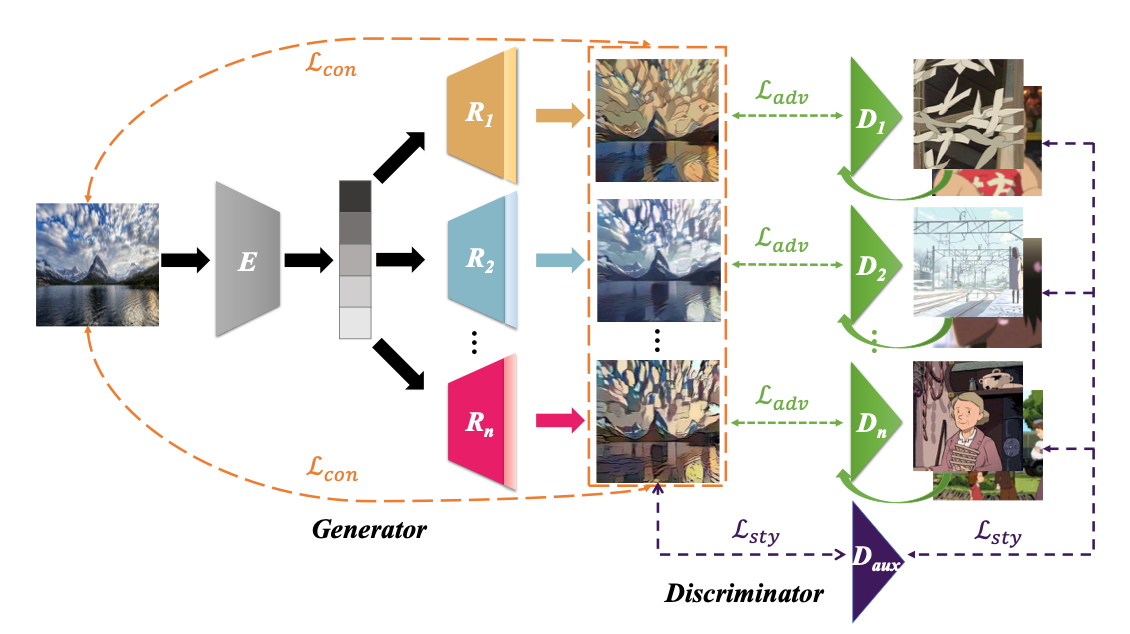 ℒcon
R1
ℒadv
D1
E
R2
ℒadv
D2
Rn
ℒadv
Dn
ℒcon
Generator
ℒsty
Daux
ℒsty
Discriminator